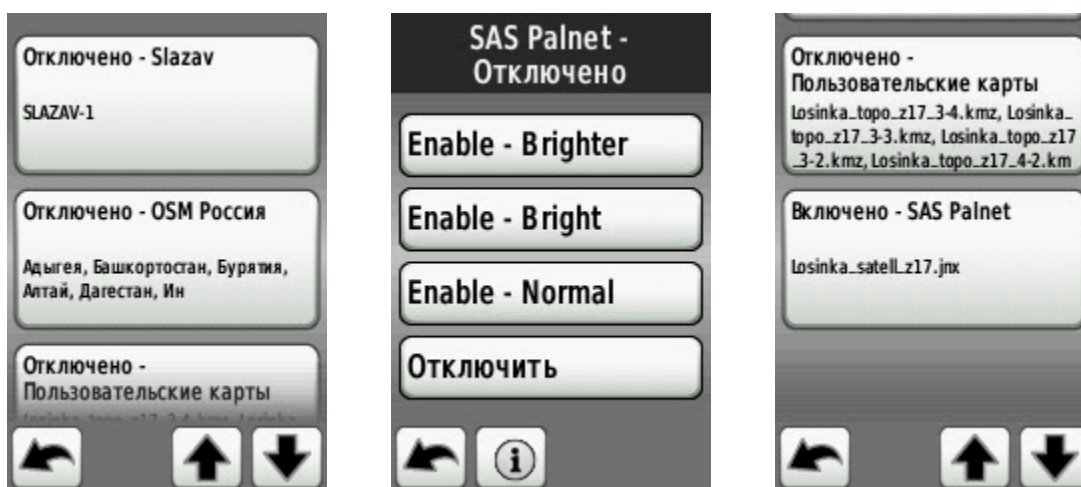 Отключено - Slazav
SLAZAV-1
Отключено - OSM Россия
Адыгея, Башкортостан, Бурятия,
Алтай, Дагестан, Ин
Отключено -
Пользовательские карты
SAS Palnet -
Отключено
Enable - Brighter
Enable - Bright
Enable - Normal
Отключить
Отключено -
Пользовательские карты
Losinka_topo_z17_3-4.kmz, Losinka_
topo_z17_3-3.kmz, Losinka_topo_z17
_3-2.kmz, Losinka_topo_z17_4-2.km
Включено - SAS Palnet
Losinka_satell_z17.jnx